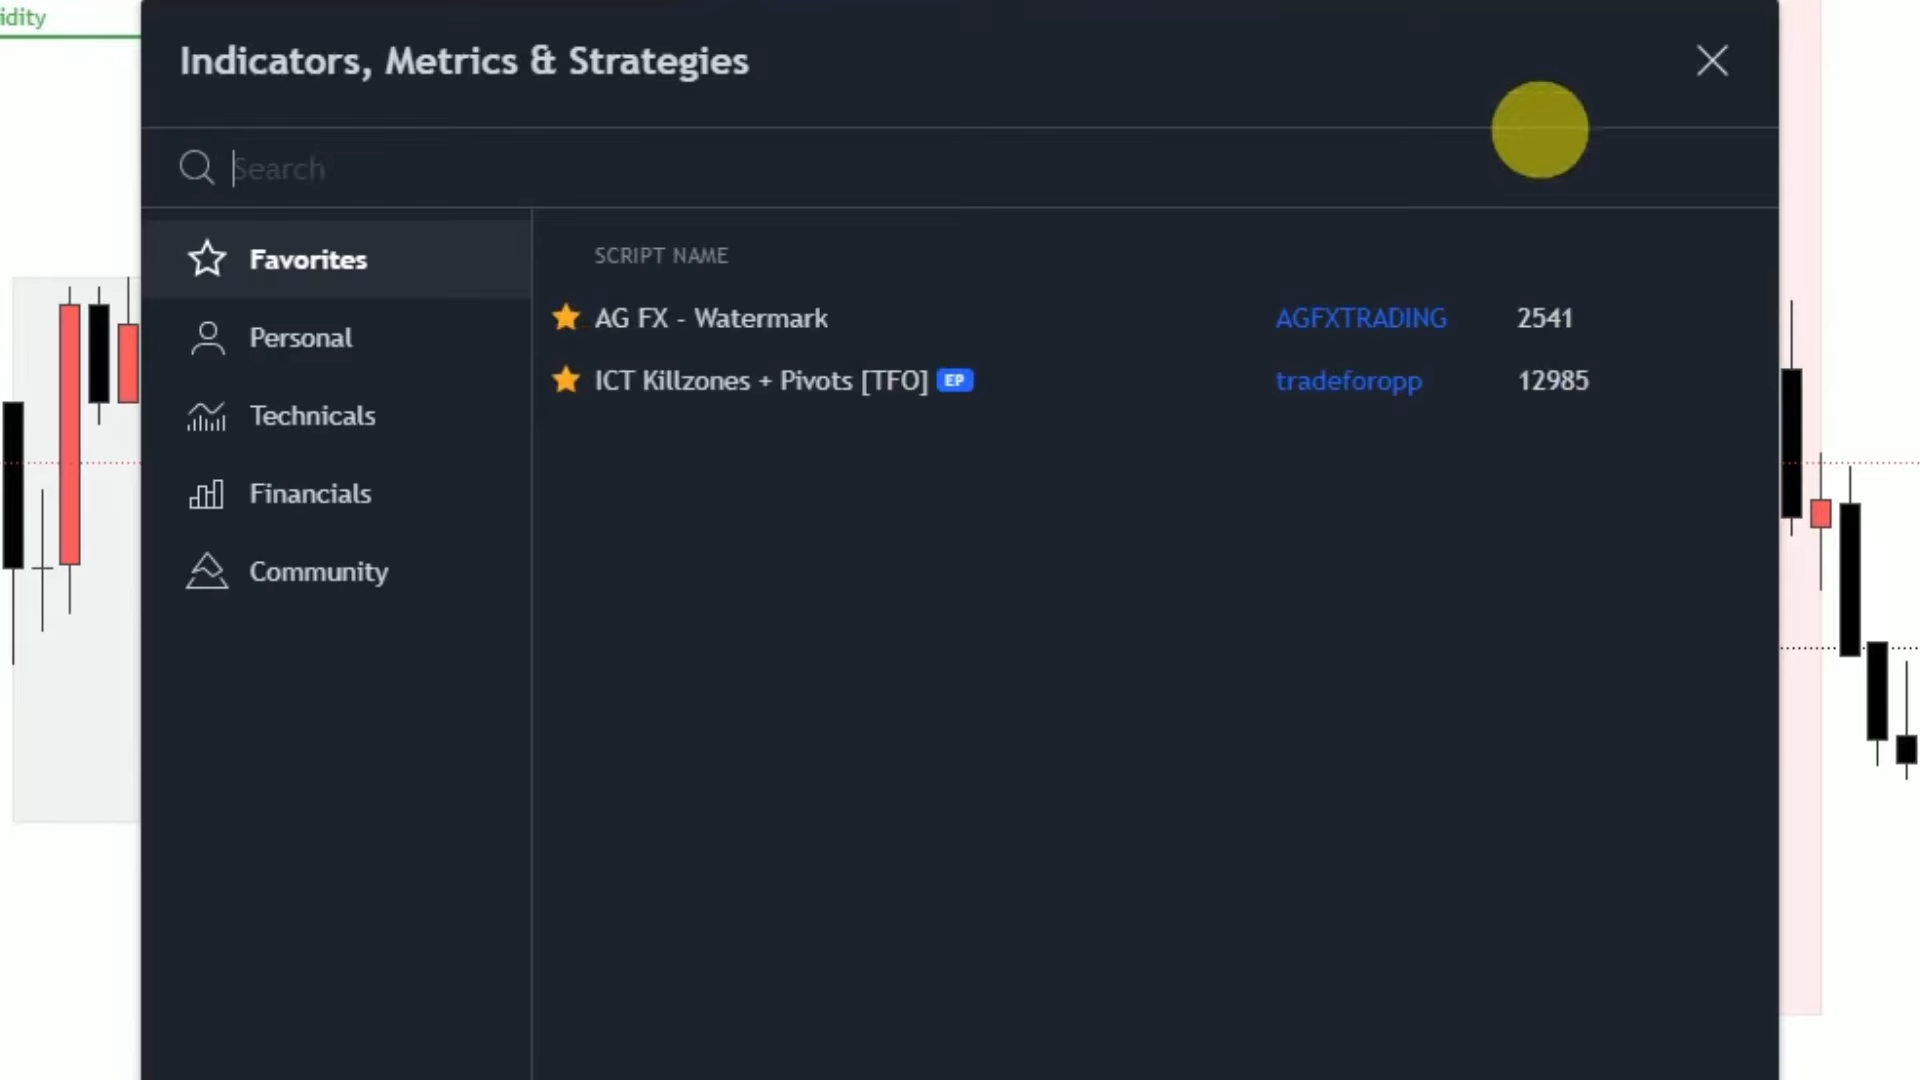 idity
Indicators, Metrics & Strategies
Search
Favorites
Personal
Technicals
Financials
Community
SCRIPT NAME
AG FX - Watermark AGFXTRADING 2541
ICT Killzones + Pivots [TFO] EP tradeforopp 12985